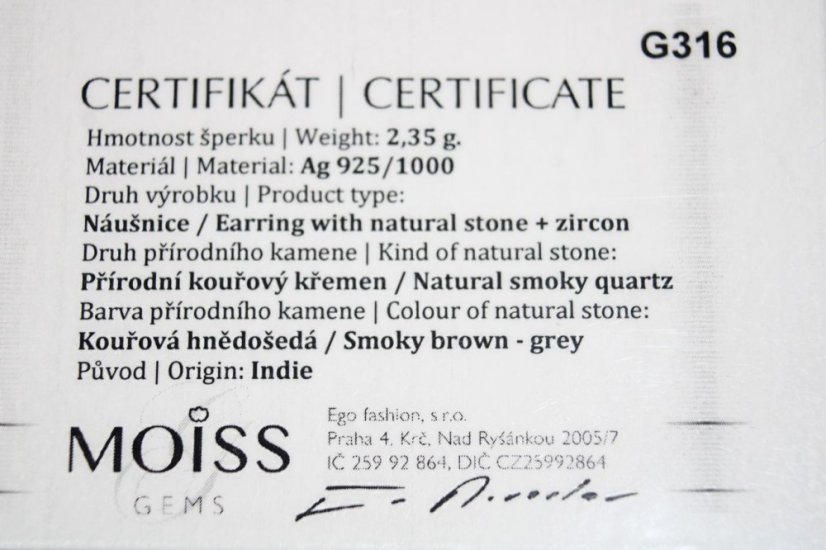 G316
CERTIFIKÁT | CERTIFICATE
Hmotnost šperku | Weight: 2,35 g.
Materiál | Material: Ag 925/1000
Druh výrobku | Product type:
Náušnice / Earring with natural stone + zircon
Druh přírodního kamene | Kind of natural stone:
Přírodní kouřový křemen / Natural smoky quartz
Barva přírodního kamene | Colour of natural stone:
Kouřová hnědošedá / Smoky brown - grey
Původ | Origin: Indie
MOISS
GEMS
Ego fashion, s.r.o.
Praha 4, Krč, Nad Ryšánkou 2005/7
IČ 259 92 864, DIČ CZ25992864